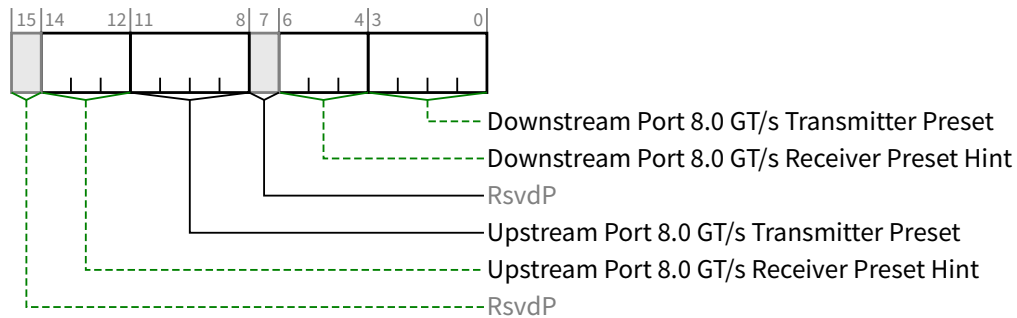 15 14 12 11 8 7 6 4 3 0
Downstream Port 8.0 GT/s Transmitter Preset
Downstream Port 8.0 GT/s Receiver Preset Hint
RsvdP
Upstream Port 8.0 GT/s Transmitter Preset
Upstream Port 8.0 GT/s Receiver Preset Hint
RsvdP